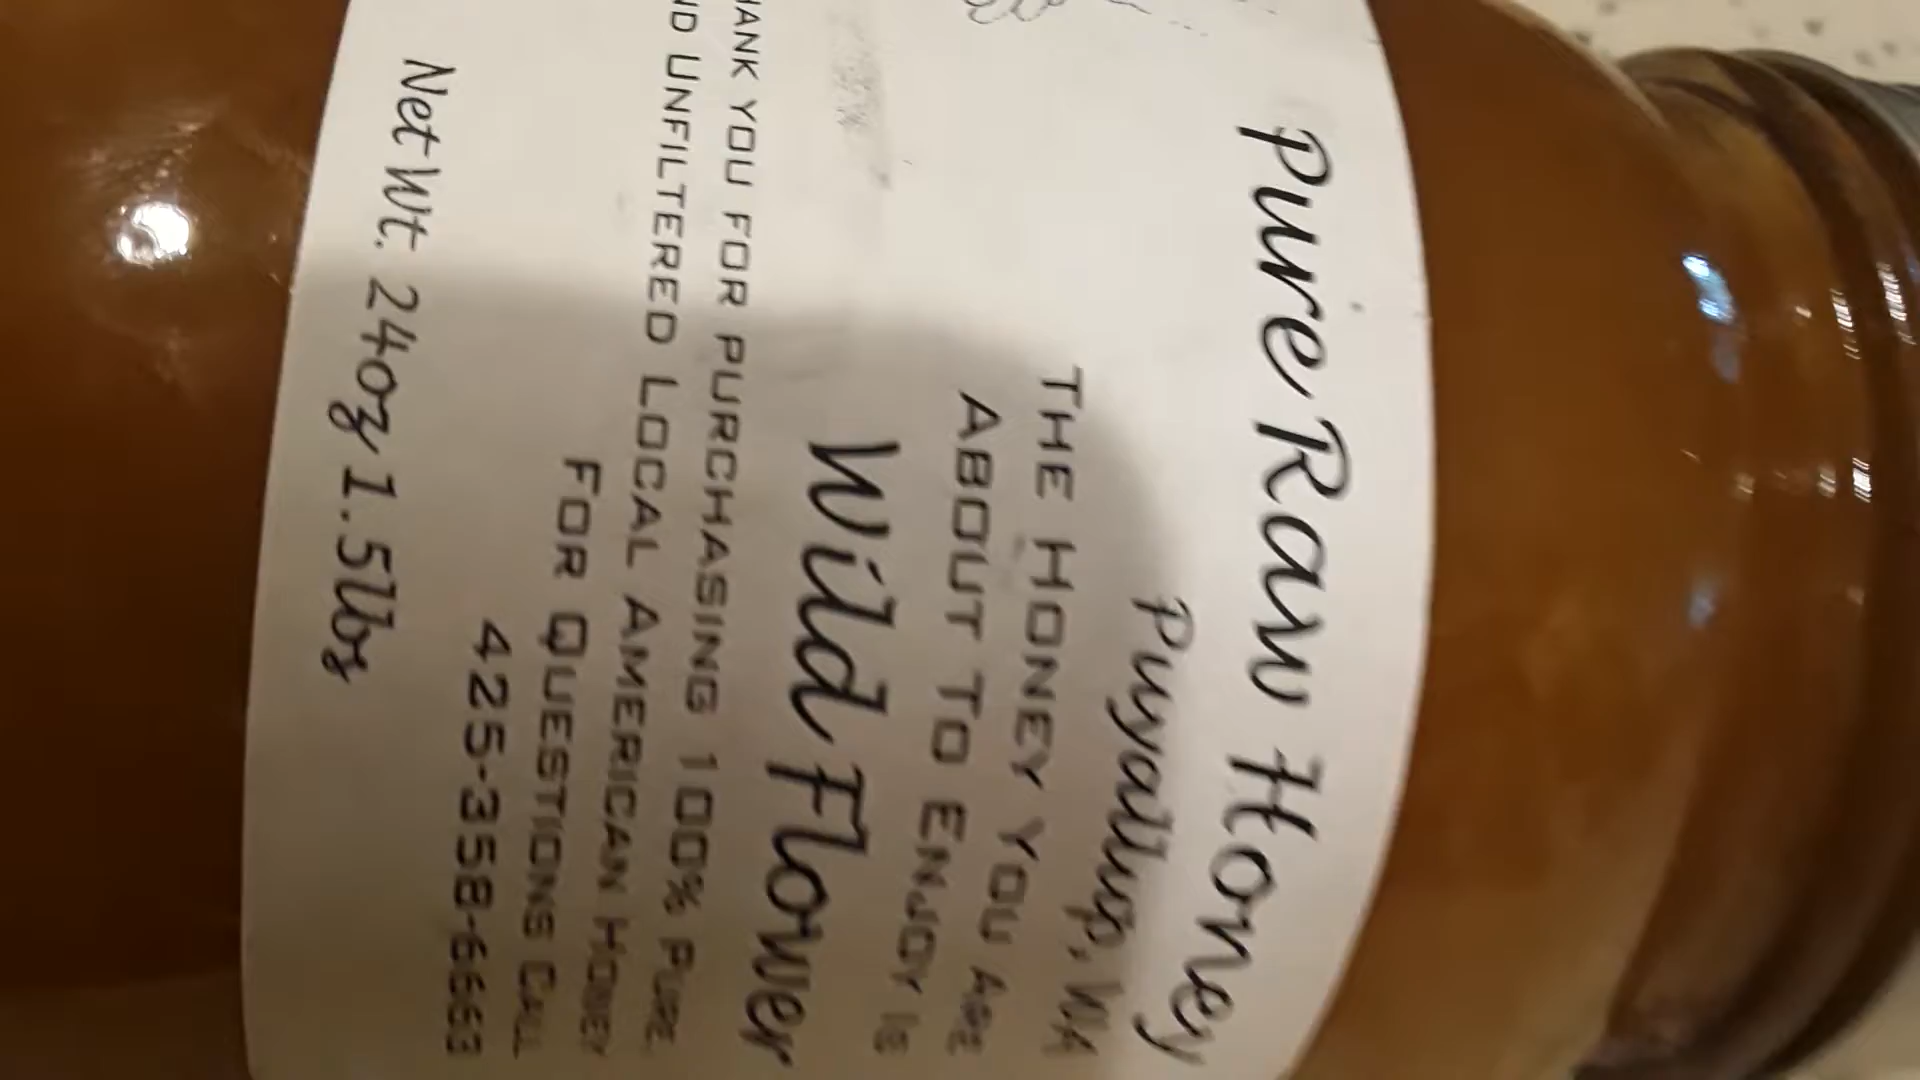 Pure Raw Honey
Puyallup, WA
THE HONEY YOU ARE
ABOUT TO ENJOY IS
Wild Flower
HANK YOU FOR PURCHASING 100% PURE
ND UNFILTERED LOCAL AMERICAN HONEY
FOR QUESTIONS CALL
425-358-6663
Net Wt. 24oz 1.5lbs